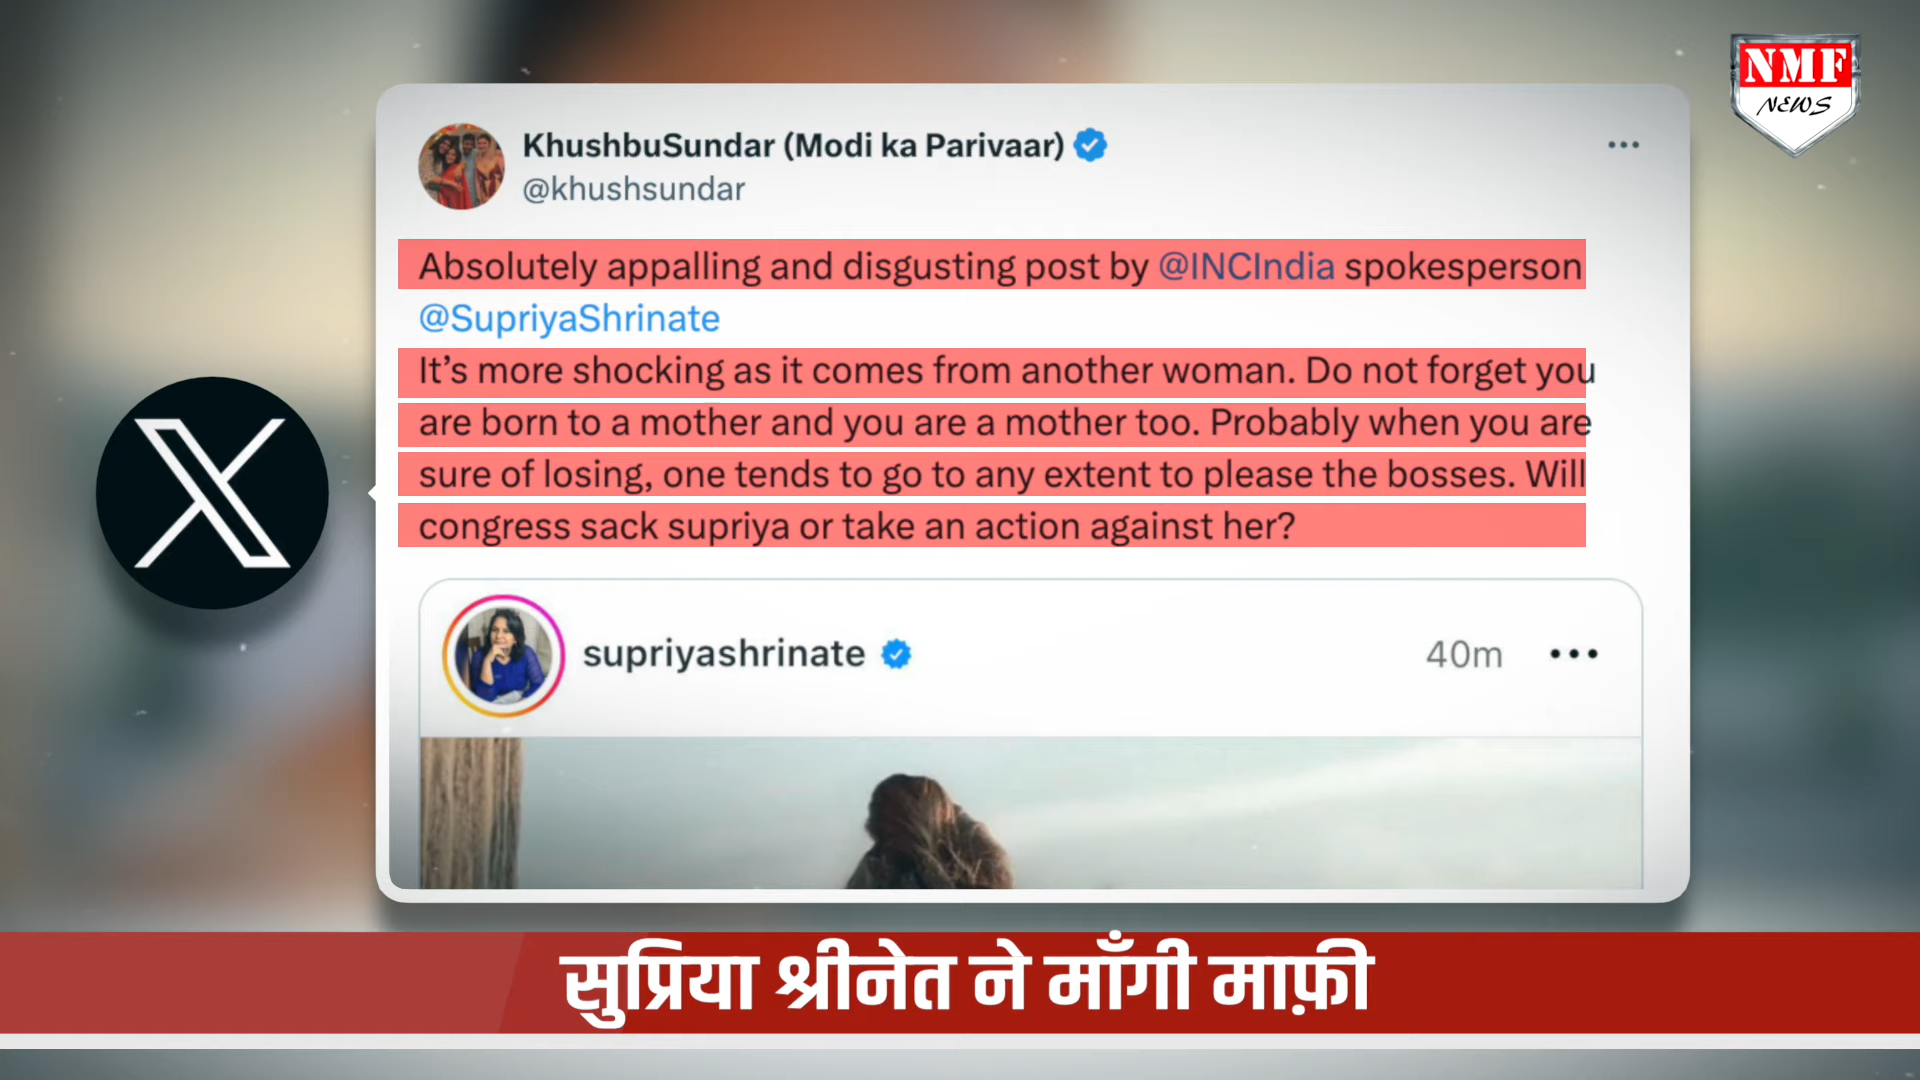 NMF
NEWS
KhushbuSundar (Modi ka Parivaar)
@khushsundar
Absolutely appalling and disgusting post by @INCIndia spokesperson
@SupriyaShrinate
It’s more shocking as it comes from another woman. Do not forget you
are born to a mother and you are a mother too. Probably when you are
sure of losing, one tends to go to any extent to please the bosses. Will
congress sack supriya or take an action against her?
supriyashrinate
40m
सुप्रिया श्रीनेत ने माँगी माफ़ी